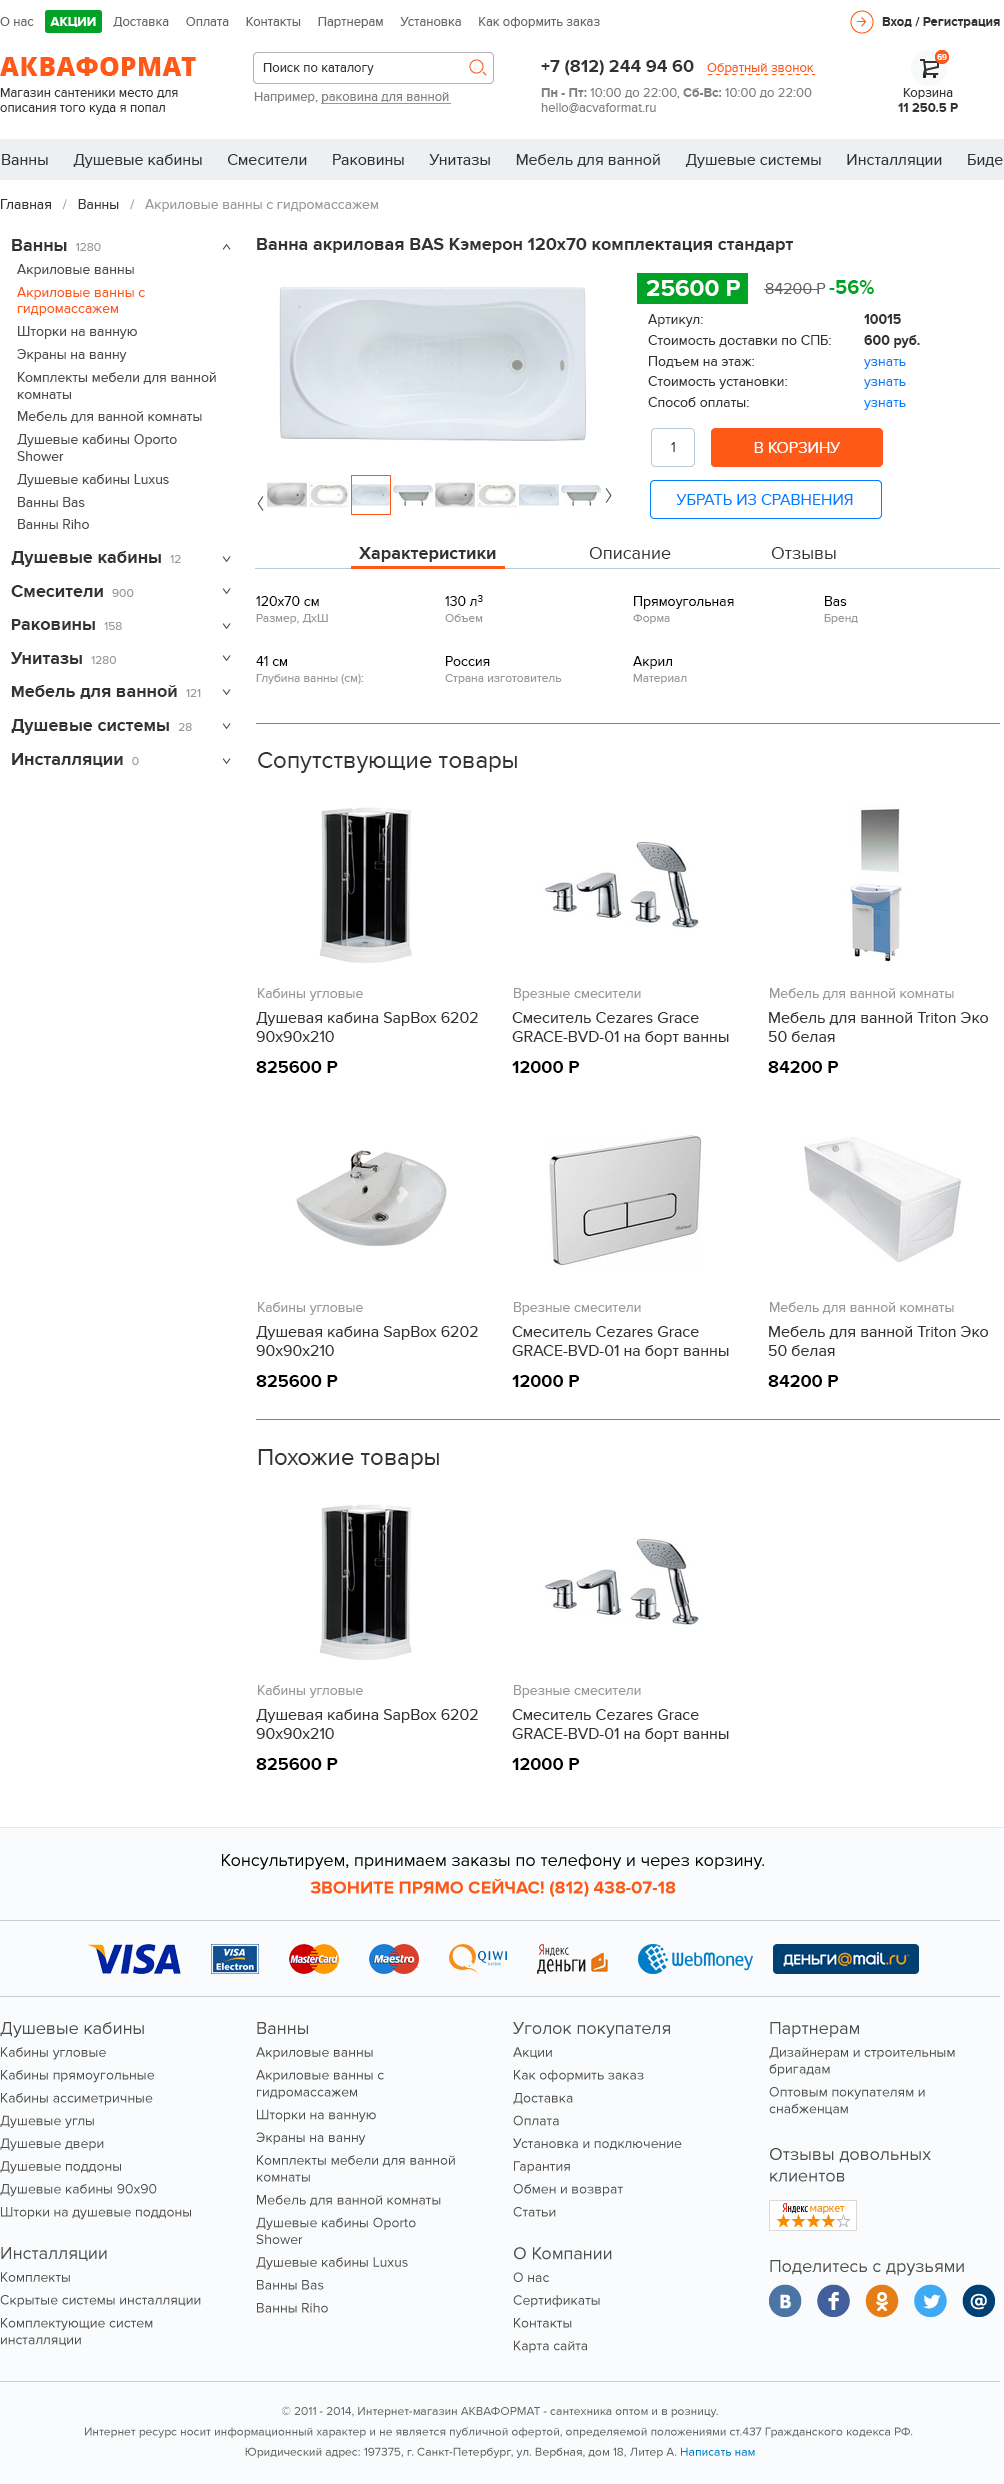 О нас АКЦИИ Доставка Оплата Контакты Партнерам Установка Как оформить заказ Вход / Регистрация
АКВАФОРМАТ
Магазин сантеники место для
описания того куда я попал
Поиск по каталогу
Например, раковина для ванной
+7 (812) 244 94 60 Обратный звонок
Пн - Пт: 10:00 до 22:00, Сб-Вс: 10:00 до 22:00
hello@acvaformat.ru
69
Корзина
11 250.5 Р
Ванны Душевые кабины Смесители Раковины Унитазы Мебель для ванной Душевые системы Инсталляции Биде
Главная / Ванны / Акриловые ванны с гидромассажем
Ванны 1280
Акриловые ванны
Акриловые ванны с
гидромассажем
Шторки на ванную
Экраны на ванну
Комплекты мебели для ванной
комнаты
Мебель для ванной комнаты
Душевые кабины Oporto
Shower
Душевые кабины Luxus
Ванны Bas
Ванны Riho
Душевые кабины 12
Смесители 900
Раковины 158
Унитазы 1280
Мебель для ванной 121
Душевые системы 28
Инсталляции 0
Ванна акриловая BAS Кэмерон 120x70 комплектация стандарт
25600 Р 84200 Р -56%
Артикул: 10015
Стоимость доставки по СПБ: 600 руб.
Подъем на этаж: узнать
Стоимость установки: узнать
Способ оплаты: узнать
1 В КОРЗИНУ
УБРАТЬ ИЗ СРАВНЕНИЯ
Характеристики Описание Отзывы
120x70 см 130 л³ Прямоугольная Bas
Размер, ДхШ Объем Форма Бренд
41 см Россия Акрил
Глубина ванны (см): Страна изготовитель Материал
Сопутствующие товары
Кабины угловые Врезные смесители Мебель для ванной комнаты
Душевая кабина SapBox 6202 Смеситель Cezares Grace Мебель для ванной Triton Эко
90x90x210 GRACE-BVD-01 на борт ванны 50 белая
825600 Р 12000 Р 84200 Р
Кабины угловые Врезные смесители Мебель для ванной комнаты
Душевая кабина SapBox 6202 Смеситель Cezares Grace Мебель для ванной Triton Эко
90x90x210 GRACE-BVD-01 на борт ванны 50 белая
825600 Р 12000 Р 84200 Р
Похожие товары
Кабины угловые Врезные смесители
Душевая кабина SapBox 6202 Смеситель Cezares Grace
90x90x210 GRACE-BVD-01 на борт ванны
825600 Р 12000 Р
Консультируем, принимаем заказы по телефону и через корзину.
ЗВОНИТЕ ПРЯМО СЕЙЧАС! (812) 438-07-18
VISA VISA Electron MasterCard Maestro QIWI Яндекс деньги WebMoney ДЕНЬГИ@mail.ru
Душевые кабины
Кабины угловые
Кабины прямоугольные
Кабины ассиметричные
Душевые углы
Душевые двери
Душевые поддоны
Душевые кабины 90x90
Шторки на душевые поддоны
Инсталляции
Комплекты
Скрытые системы инсталляции
Комплектующие систем
инсталляции
Ванны
Акриловые ванны
Акриловые ванны с
гидромассажем
Шторки на ванную
Экраны на ванну
Комплекты мебели для ванной
комнаты
Мебель для ванной комнаты
Душевые кабины Oporto
Shower
Душевые кабины Luxus
Ванны Bas
Ванны Riho
Уголок покупателя
Акции
Как оформить заказ
Доставка
Оплата
Установка и подключение
Гарантия
Обмен и возврат
Статьи
О Компании
О нас
Сертификаты
Контакты
Карта сайта
Партнерам
Дизайнерам и строительным
бригадам
Оптовым покупателям и
снабженцам
Отзывы довольных
клиентов
Яндекс маркет
Поделитесь с друзьями
© 2011 - 2014, Интернет-магазин АКВАФОРМАТ - сантехника оптом и в розницу.
Интернет ресурс носит информационный характер и не является публичной офертой, определяемой положениями ст.437 Гражданского кодекса РФ.
Юридический адрес: 197375, г. Санкт-Петербург, ул. Вербная, дом 18, Литер А. Написать нам